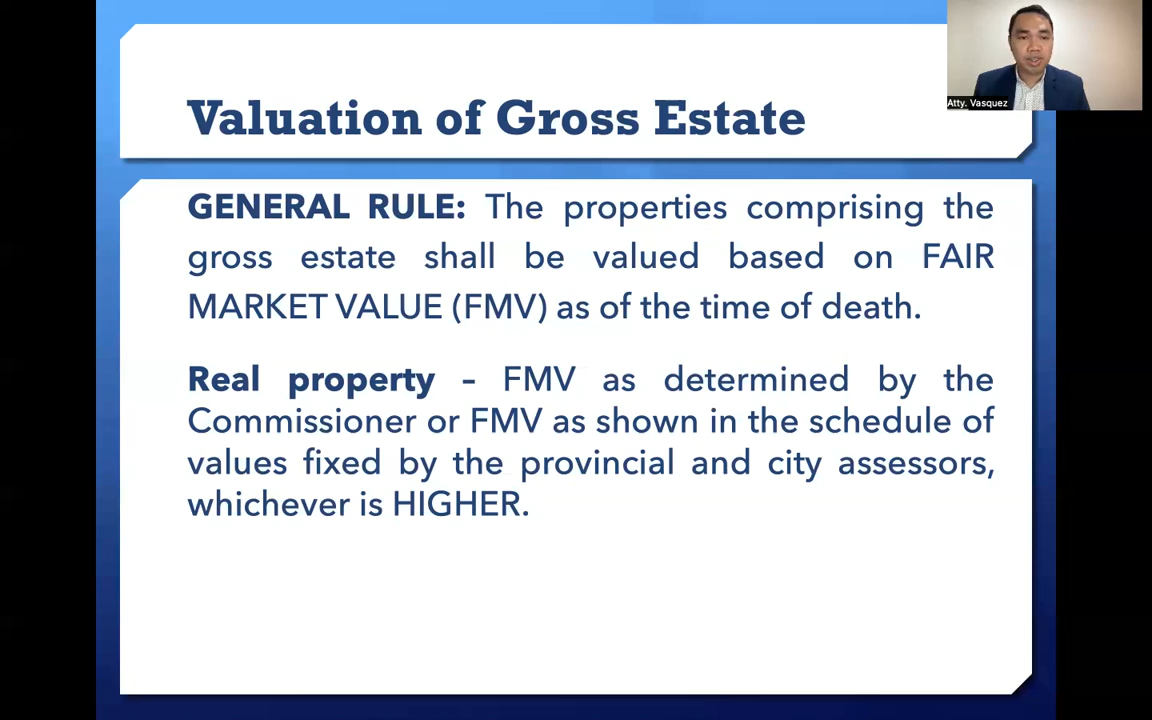 Atty. Vasquez
Valuation of Gross Estate
GENERAL RULE: The properties comprising the
gross estate shall be valued based on FAIR
MARKET VALUE (FMV) as of the time of death.
Real property – FMV as determined by the
Commissioner or FMV as shown in the schedule of
values fixed by the provincial and city assessors,
whichever is HIGHER.